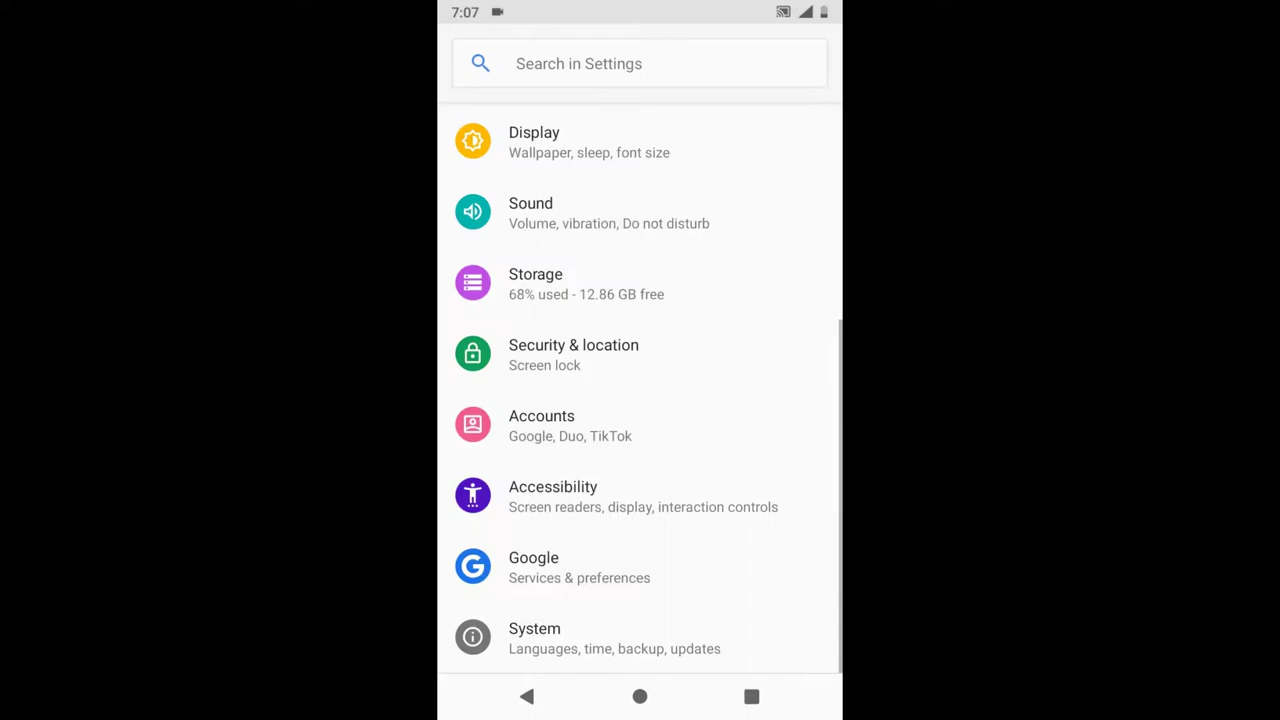 7:07
Search in Settings
Display
Wallpaper, sleep, font size
Sound
Volume, vibration, Do not disturb
Storage
68% used - 12.86 GB free
Security & location
Screen lock
Accounts
Google, Duo, TikTok
Accessibility
Screen readers, display, interaction controls
Google
Services & preferences
System
Languages, time, backup, updates